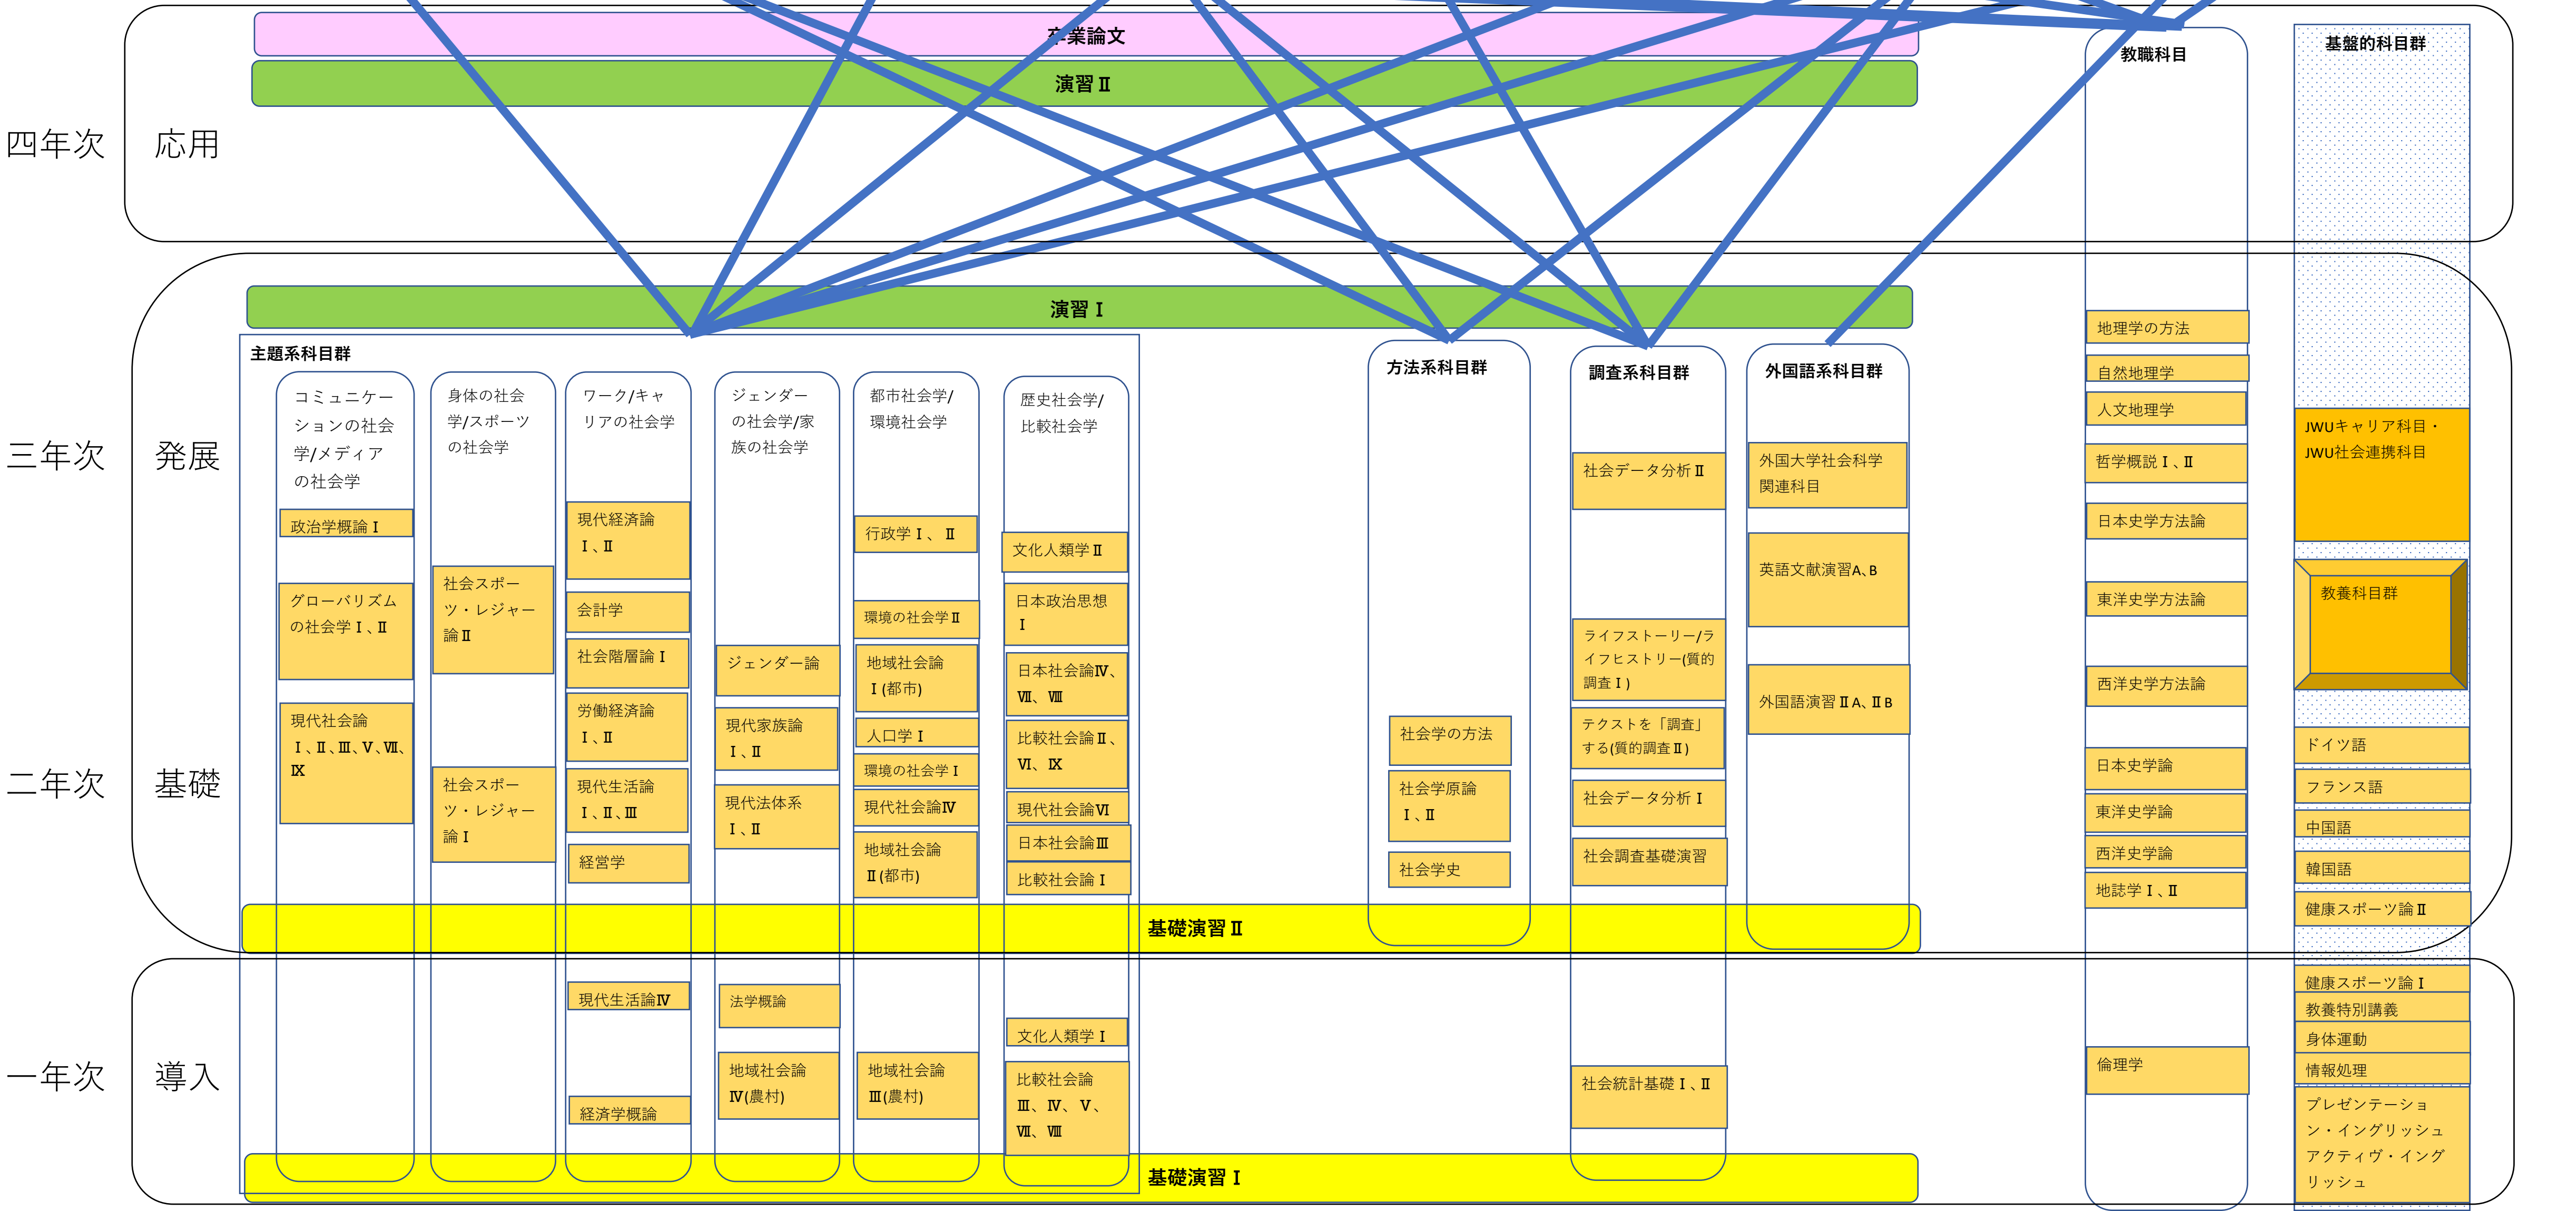 卒業論文
演習Ⅱ
四年次
応用
教職科目
基盤的科目群
三年次
発展
二年次
基礎
演習Ⅰ
主題系科目群
コミュニケー
ションの社会
学/メディア
の社会学
政治学概論Ⅰ
グローバリズム
の社会学Ⅰ、Ⅱ
現代社会論
Ⅰ、Ⅱ、Ⅲ、Ⅴ、Ⅶ、
Ⅸ
身体の社会
学/スポーツ
の社会学
社会スポー
ツ・レジャー
論Ⅱ
社会スポー
ツ・レジャー
論Ⅰ
ワーク/キャ
リアの社会学
現代経済論
Ⅰ、Ⅱ
会計学
社会階層論Ⅰ
労働経済論
Ⅰ、Ⅱ
現代生活論
Ⅰ、Ⅱ、Ⅲ
経営学
ジェンダー
の社会学/家
族の社会学
ジェンダー論
現代家族論
Ⅰ、Ⅱ
現代法体系
Ⅰ、Ⅱ
都市社会学/
環境社会学
行政学Ⅰ、Ⅱ
環境の社会学Ⅱ
地域社会論
Ⅰ(都市)
人口学Ⅰ
環境の社会学Ⅰ
現代社会論Ⅳ
地域社会論
Ⅱ(都市)
歴史社会学/
比較社会学
文化人類学Ⅱ
日本政治思想
Ⅰ
日本社会論Ⅳ、
Ⅶ、Ⅷ
比較社会論Ⅱ、
Ⅵ、Ⅸ
現代社会論Ⅵ
日本社会論Ⅲ
比較社会論Ⅰ
方法系科目群
社会学の方法
社会学原論
Ⅰ、Ⅱ
社会学史
調査系科目群
社会データ分析Ⅱ
ライフストーリー/ラ
イフヒストリー(質的
調査Ⅰ)
テクストを「調査」
する(質的調査Ⅱ)
社会データ分析Ⅰ
社会調査基礎演習
外国語系科目群
外国大学社会科学
関連科目
英語文献演習A、B
外国語演習ⅡA、ⅡB
地理学の方法
自然地理学
人文地理学
哲学概説Ⅰ、Ⅱ
日本史学方法論
東洋史学方法論
西洋史学方法論
日本史学論
東洋史学論
西洋史学論
地誌学Ⅰ、Ⅱ
JWUキャリア科目・
JWU社会連携科目
教養科目群
ドイツ語
フランス語
中国語
韓国語
健康スポーツ論Ⅱ
基礎演習Ⅱ
一年次
導入
現代生活論Ⅳ
経済学概論
法学概論
地域社会論
Ⅳ(農村)
地域社会論
Ⅲ(農村)
文化人類学Ⅰ
比較社会論
Ⅲ、Ⅳ、Ⅴ、
Ⅶ、Ⅷ
社会統計基礎Ⅰ、Ⅱ
倫理学
健康スポーツ論Ⅰ
教養特別講義
身体運動
情報処理
プレゼンテーショ
ン・イングリッシュ
アクティヴ・イング
リッシュ
基礎演習Ⅰ